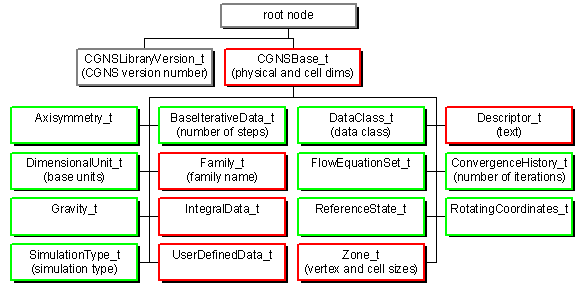 root node
CGNSLibraryVersion_t
(CGNS version number)
CGNSBase_t
(physical and cell dims)
Axisymmetry_t
BaseIterativeData_t
(number of steps)
DataClass_t
(data class)
Descriptor_t
(text)
DimensionalUnit_t
(base units)
Family_t
(family name)
FlowEquationSet_t
ConvergenceHistory_t
(number of iterations)
Gravity_t
IntegralData_t
ReferenceState_t
RotatingCoordinates_t
SimulationType_t
(simulation type)
UserDefinedData_t
Zone_t
(vertex and cell sizes)